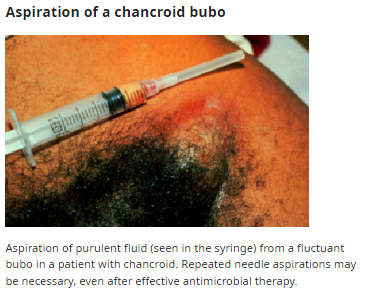 Aspiration of a chancroid bubo
Aspiration of purulent fluid (seen in the syringe) from a fluctuant
bubo in a patient with chancroid. Repeated needle aspirations may
be necessary, even after effective antimicrobial therapy.